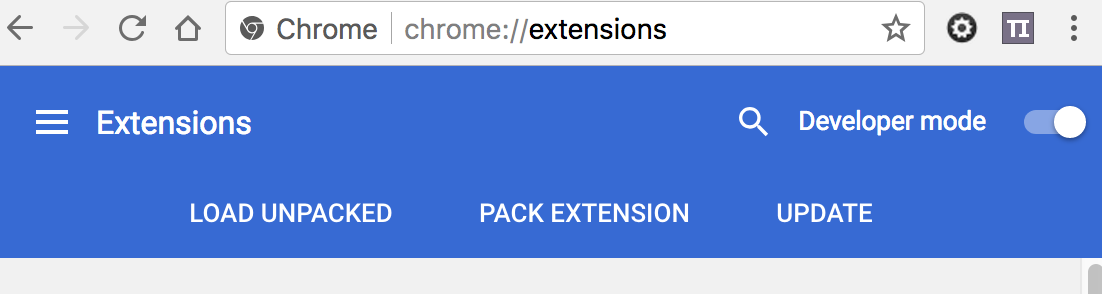 Chrome chrome://extensions
Extensions Developer mode
LOAD UNPACKED PACK EXTENSION UPDATE